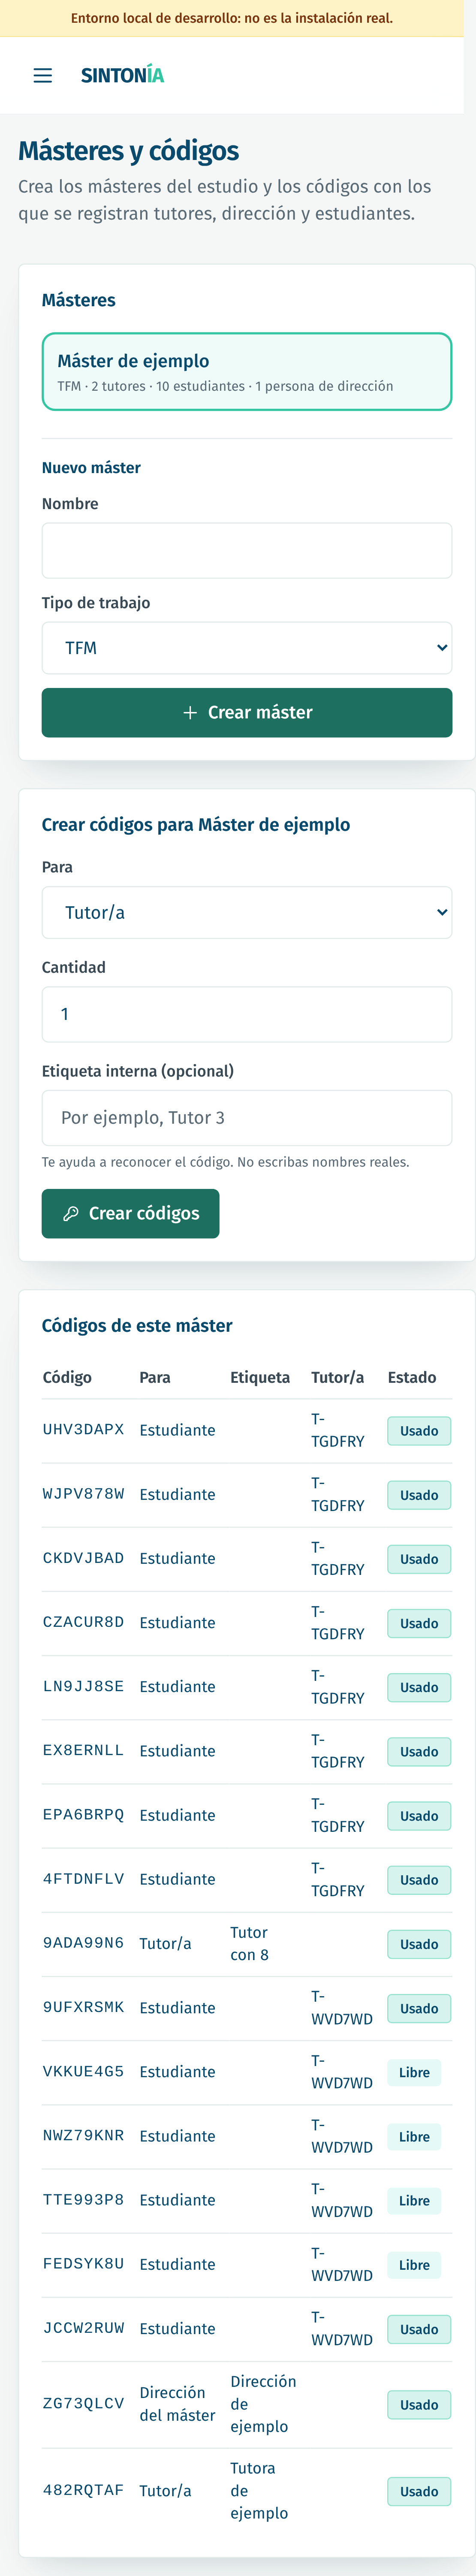 Entorno local de desarrollo: no es la instalación real.
SINTONÍA
Másteres y códigos
Crea los másteres del estudio y los códigos con los
que se registran tutores, dirección y estudiantes.
Másteres
Máster de ejemplo
TFM · 2 tutores · 10 estudiantes · 1 persona de dirección
Nuevo máster
Nombre
Tipo de trabajo
TFM
+ Crear máster
Crear códigos para Máster de ejemplo
Para
Tutor/a
Cantidad
1
Etiqueta interna (opcional)
Por ejemplo, Tutor 3
Te ayuda a reconocer el código. No escribas nombres reales.
Crear códigos
Códigos de este máster
Código Para Etiqueta Tutor/a Estado
UHV3DAPX Estudiante T-TGDFRY Usado
WJPV878W Estudiante T-TGDFRY Usado
CKDVJBAD Estudiante T-TGDFRY Usado
CZACUR8D Estudiante T-TGDFRY Usado
LN9JJ8SE Estudiante T-TGDFRY Usado
EX8ERNLL Estudiante T-TGDFRY Usado
EPA6BRPQ Estudiante T-TGDFRY Usado
4FTDNFLV Estudiante T-TGDFRY Usado
9ADA99N6 Tutor/a Tutor con 8 Usado
9UFXRSMK Estudiante T-WVD7WD Usado
VKKUE4G5 Estudiante T-WVD7WD Libre
NWZ79KNR Estudiante T-WVD7WD Libre
TTE993P8 Estudiante T-WVD7WD Libre
FEDSYK8U Estudiante T-WVD7WD Libre
JCCW2RUW Estudiante T-WVD7WD Usado
ZG73QLCV Dirección del máster Dirección de ejemplo Usado
482RQTAF Tutor/a Tutora de ejemplo Usado